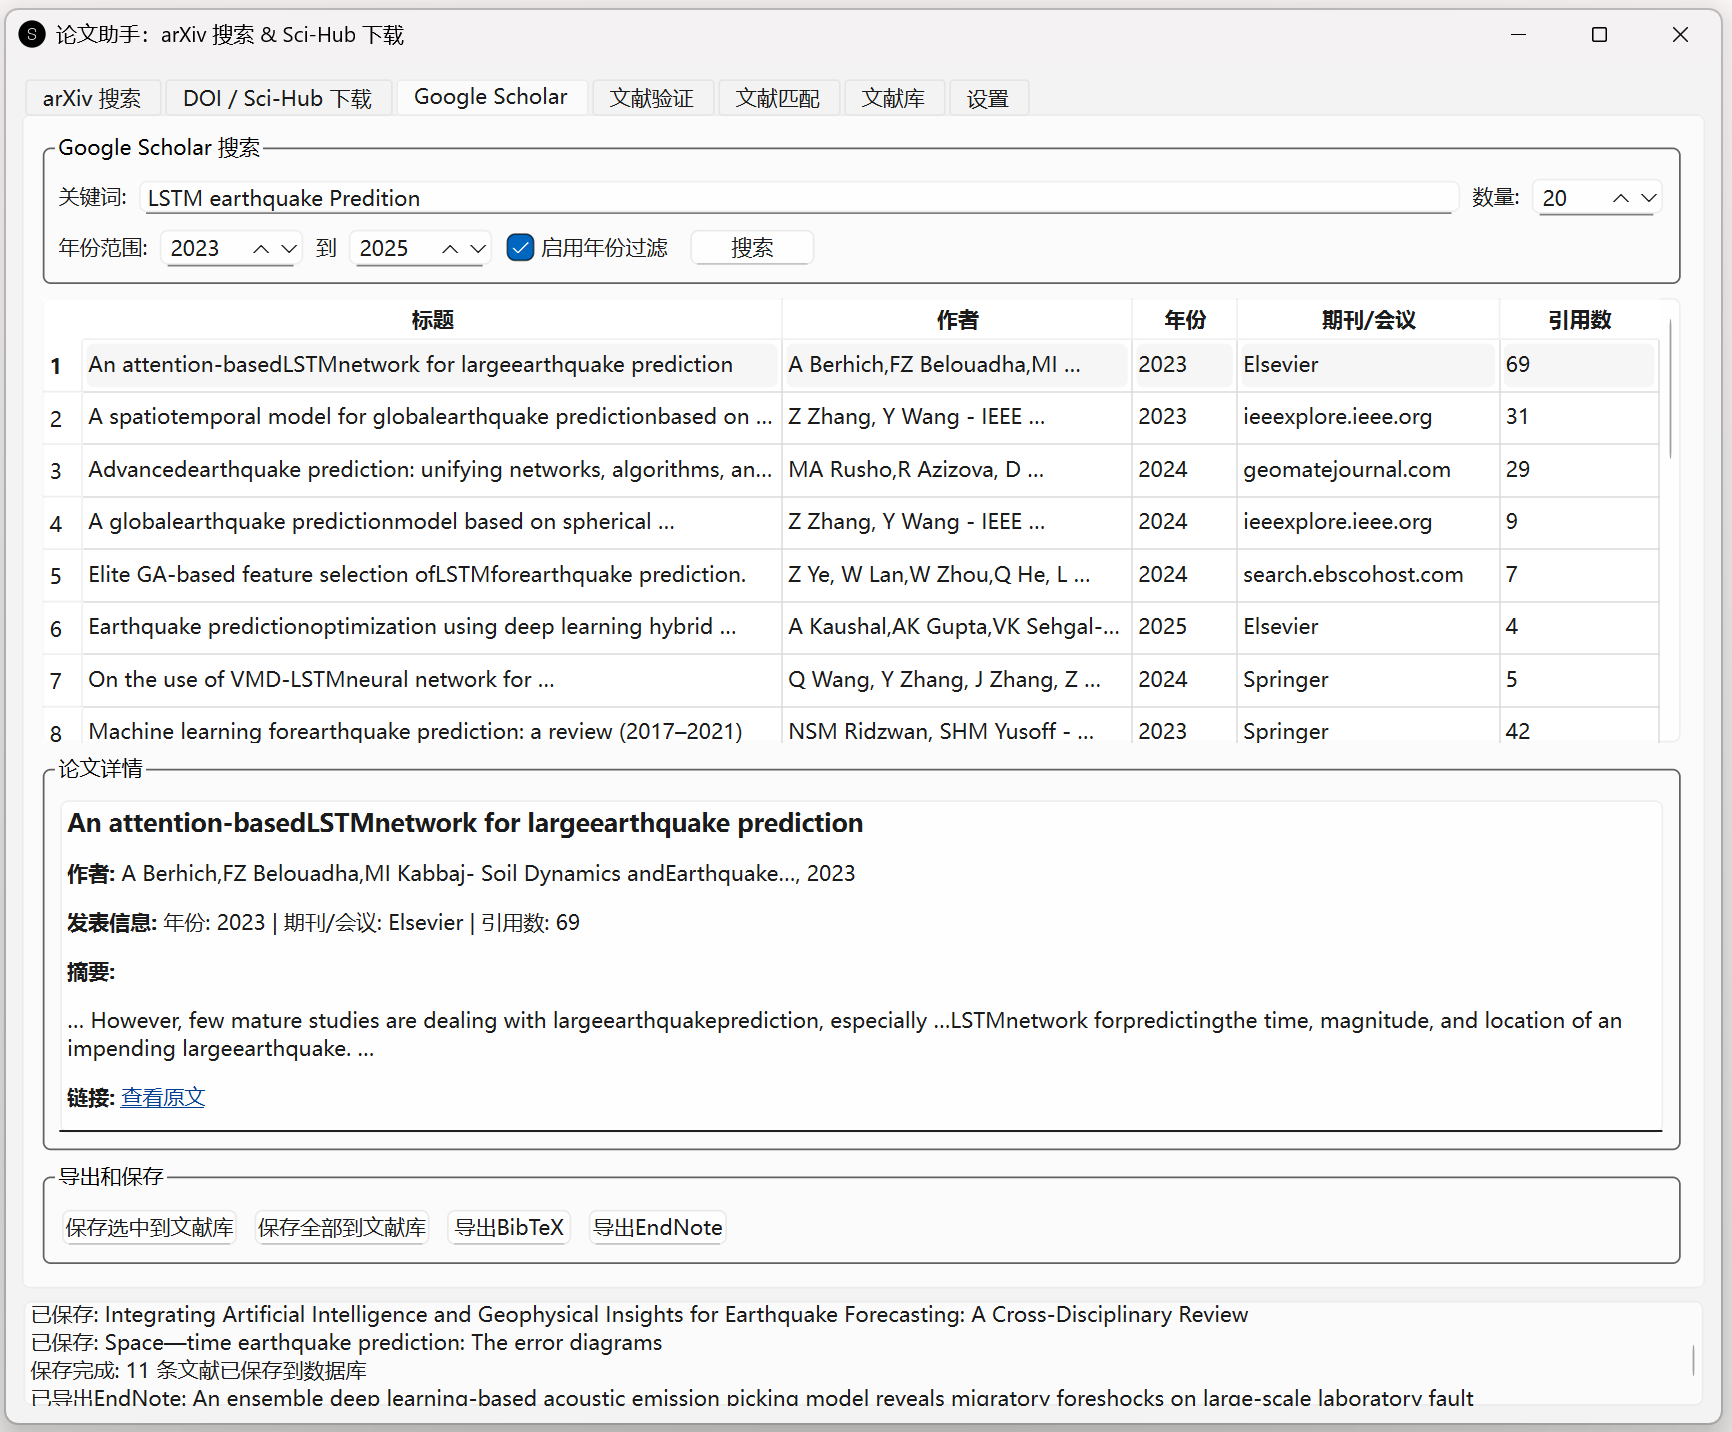 S 论文助手：arXiv 搜索 & Sci-Hub 下载
arXiv 搜索 DOI / Sci-Hub 下载 Google Scholar 文献验证 文献匹配 文献库 设置
Google Scholar 搜索
关键词: LSTM earthquake Predition 数量: 20
年份范围: 2023 到 2025 启用年份过滤 搜索
标题 作者 年份 期刊/会议 引用数
1 An attention-basedLSTMnetwork for largeearthquake prediction A Berhich,FZ Belouadha,MI ... 2023 Elsevier 69
2 A spatiotemporal model for globalearthquake predictionbased on ... Z Zhang, Y Wang - IEEE ... 2023 ieeexplore.ieee.org 31
3 Advancedearthquake prediction: unifying networks, algorithms, an... MA Rusho,R Azizova, D ... 2024 geomatejournal.com 29
4 A globalearthquake predictionmodel based on spherical ... Z Zhang, Y Wang - IEEE ... 2024 ieeexplore.ieee.org 9
5 Elite GA-based feature selection ofLSTMforearthquake prediction. Z Ye, W Lan,W Zhou,Q He, L ... 2024 search.ebscohost.com 7
6 Earthquake predictionoptimization using deep learning hybrid ... A Kaushal,AK Gupta,VK Sehgal-... 2025 Elsevier 4
7 On the use of VMD-LSTMneural network for ... Q Wang, Y Zhang, J Zhang, Z ... 2024 Springer 5
8 Machine learning forearthquake prediction: a review (2017–2021) NSM Ridzwan, SHM Yusoff - ... 2023 Springer 42
论文详情
An attention-basedLSTMnetwork for largeearthquake prediction
作者: A Berhich,FZ Belouadha,MI Kabbaj- Soil Dynamics andEarthquake…, 2023
发表信息: 年份: 2023 | 期刊/会议: Elsevier | 引用数: 69
摘要:
… However, few mature studies are dealing with largeearthquakeprediction, especially …LSTMnetwork forpredictingthe time, magnitude, and location of an
impending largeearthquake. …
链接: 查看原文
导出和保存
保存选中到文献库 保存全部到文献库 导出BibTeX 导出EndNote
已保存: Integrating Artificial Intelligence and Geophysical Insights for Earthquake Forecasting: A Cross-Disciplinary Review
已保存: Space—time earthquake prediction: The error diagrams
保存完成: 11 条文献已保存到数据库
已导出EndNote: An ensemble deep learning-based acoustic emission picking model reveals migratory foreshocks on large-scale laboratory fault